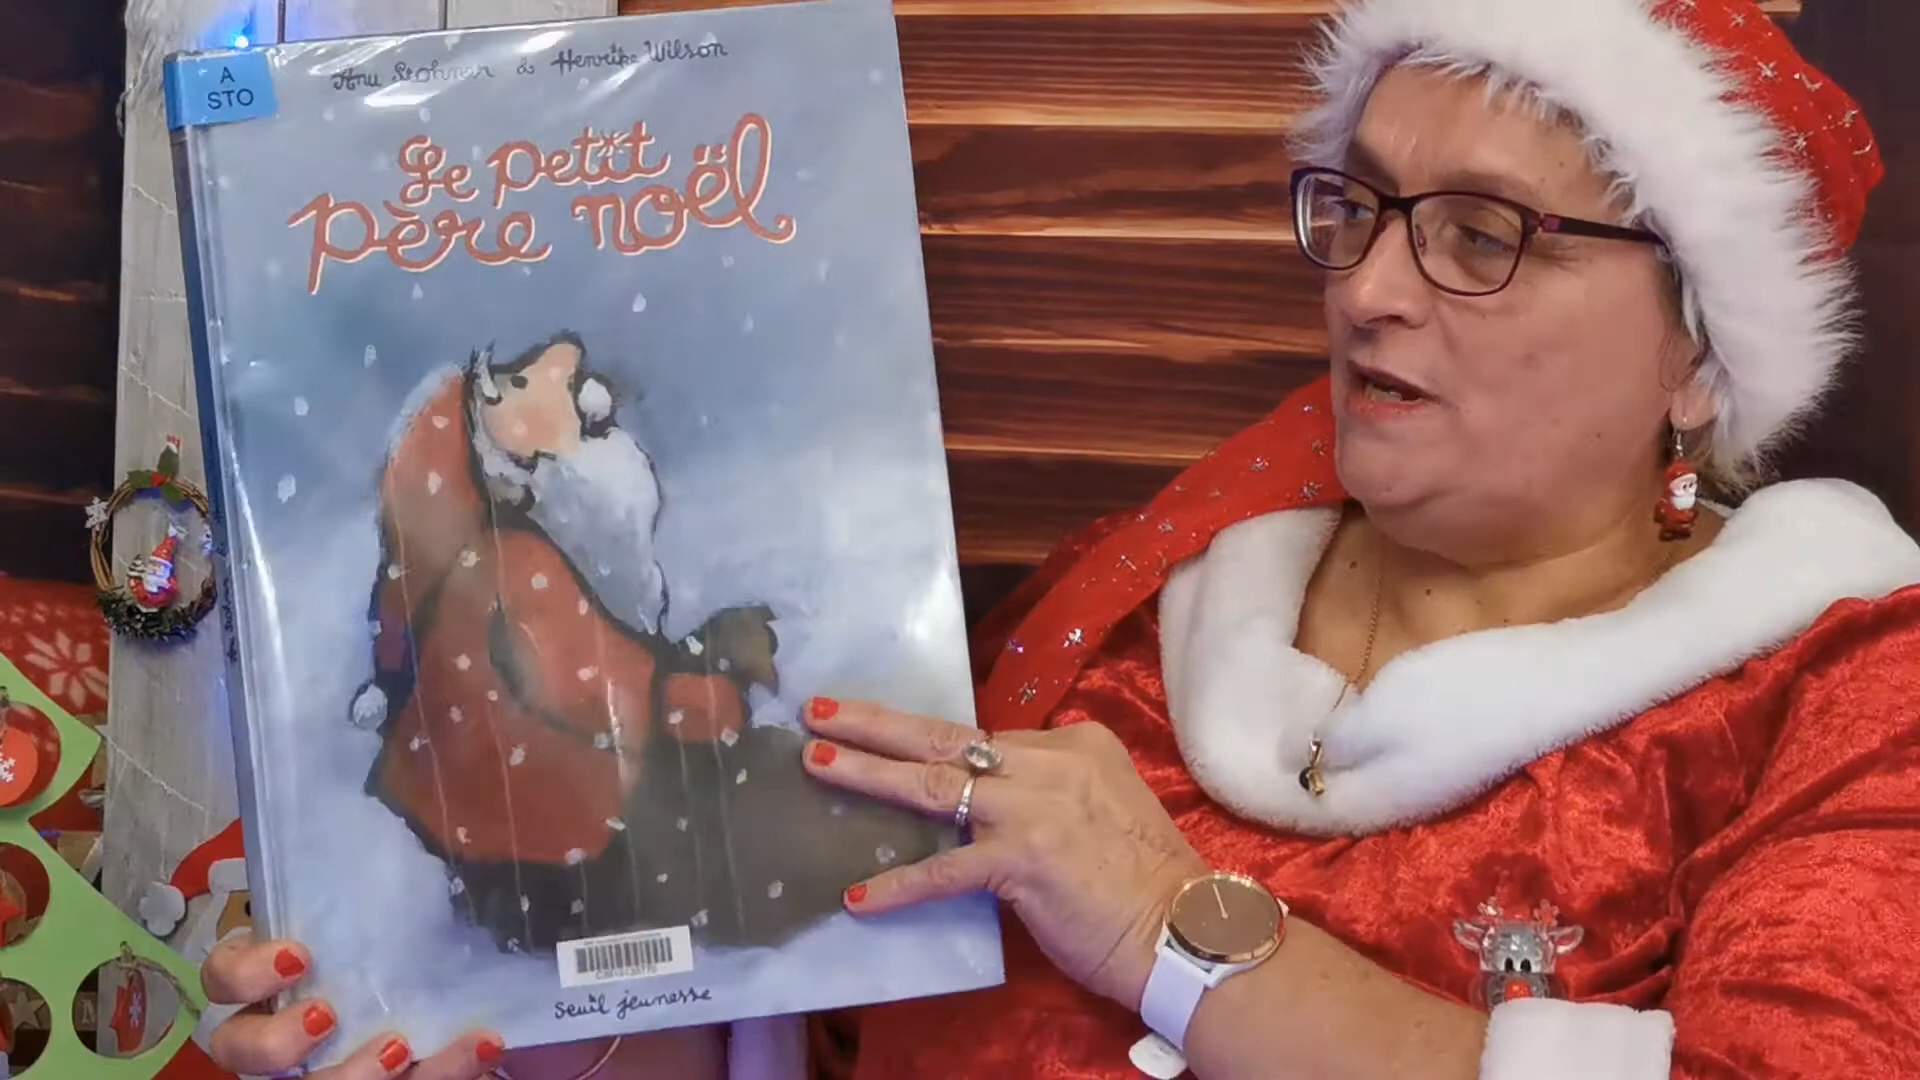 A
STO
Anu Stohner & Henrike Wilson
Le petit
père noël
seuil jeunesse